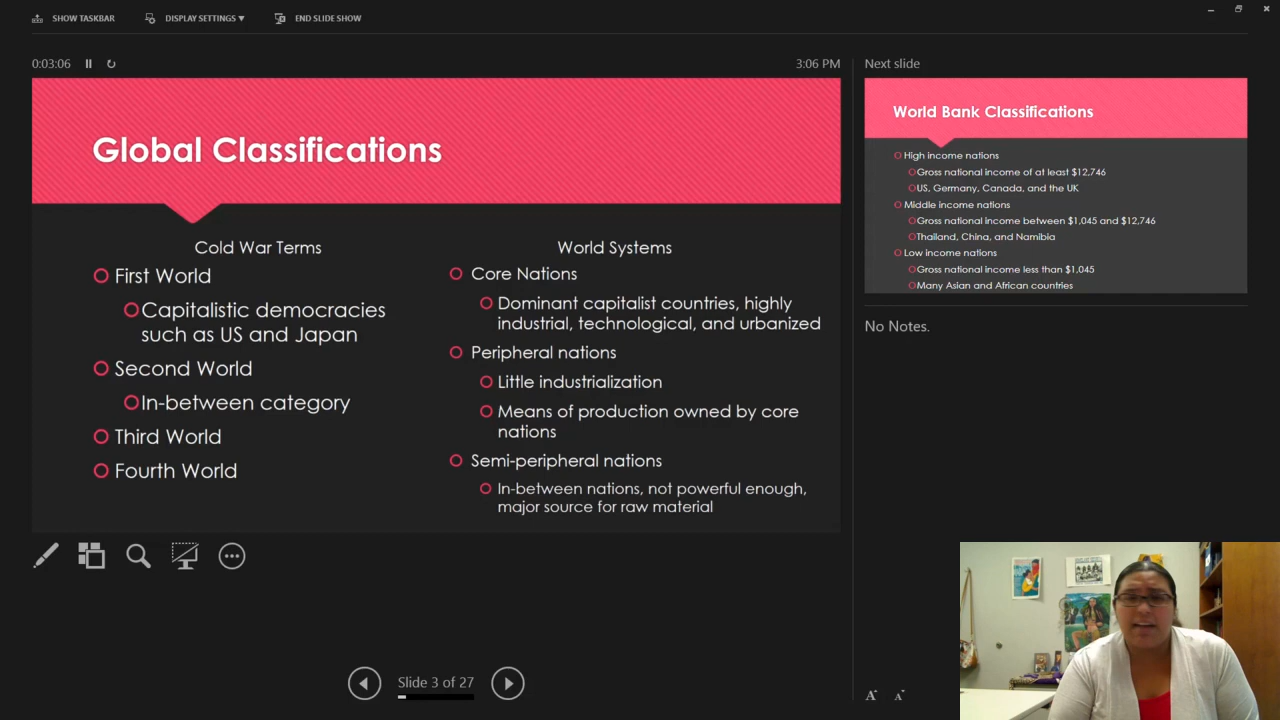 SHOW TASKBAR
DISPLAY SETTINGS ▼
END SLIDE SHOW
0:03:06
3:06 PM
Global Classifications
Cold War Terms
First World
Capitalistic democracies
such as US and Japan
Second World
In-between category
Third World
Fourth World
World Systems
Core Nations
Dominant capitalist countries, highly
industrial, technological, and urbanized
Peripheral nations
Little industrialization
Means of production owned by core
nations
Semi-peripheral nations
In-between nations, not powerful enough,
major source for raw material
Slide 3 of 27
Next slide
World Bank Classifications
High income nations
Gross national income of at least $12,746
US, Germany, Canada, and the UK
Middle income nations
Gross national income between $1,045 and $12,746
Thailand, China, and Namibia
Low income nations
Gross national income less than $1,045
Many Asian and African countries
No Notes.
A
A